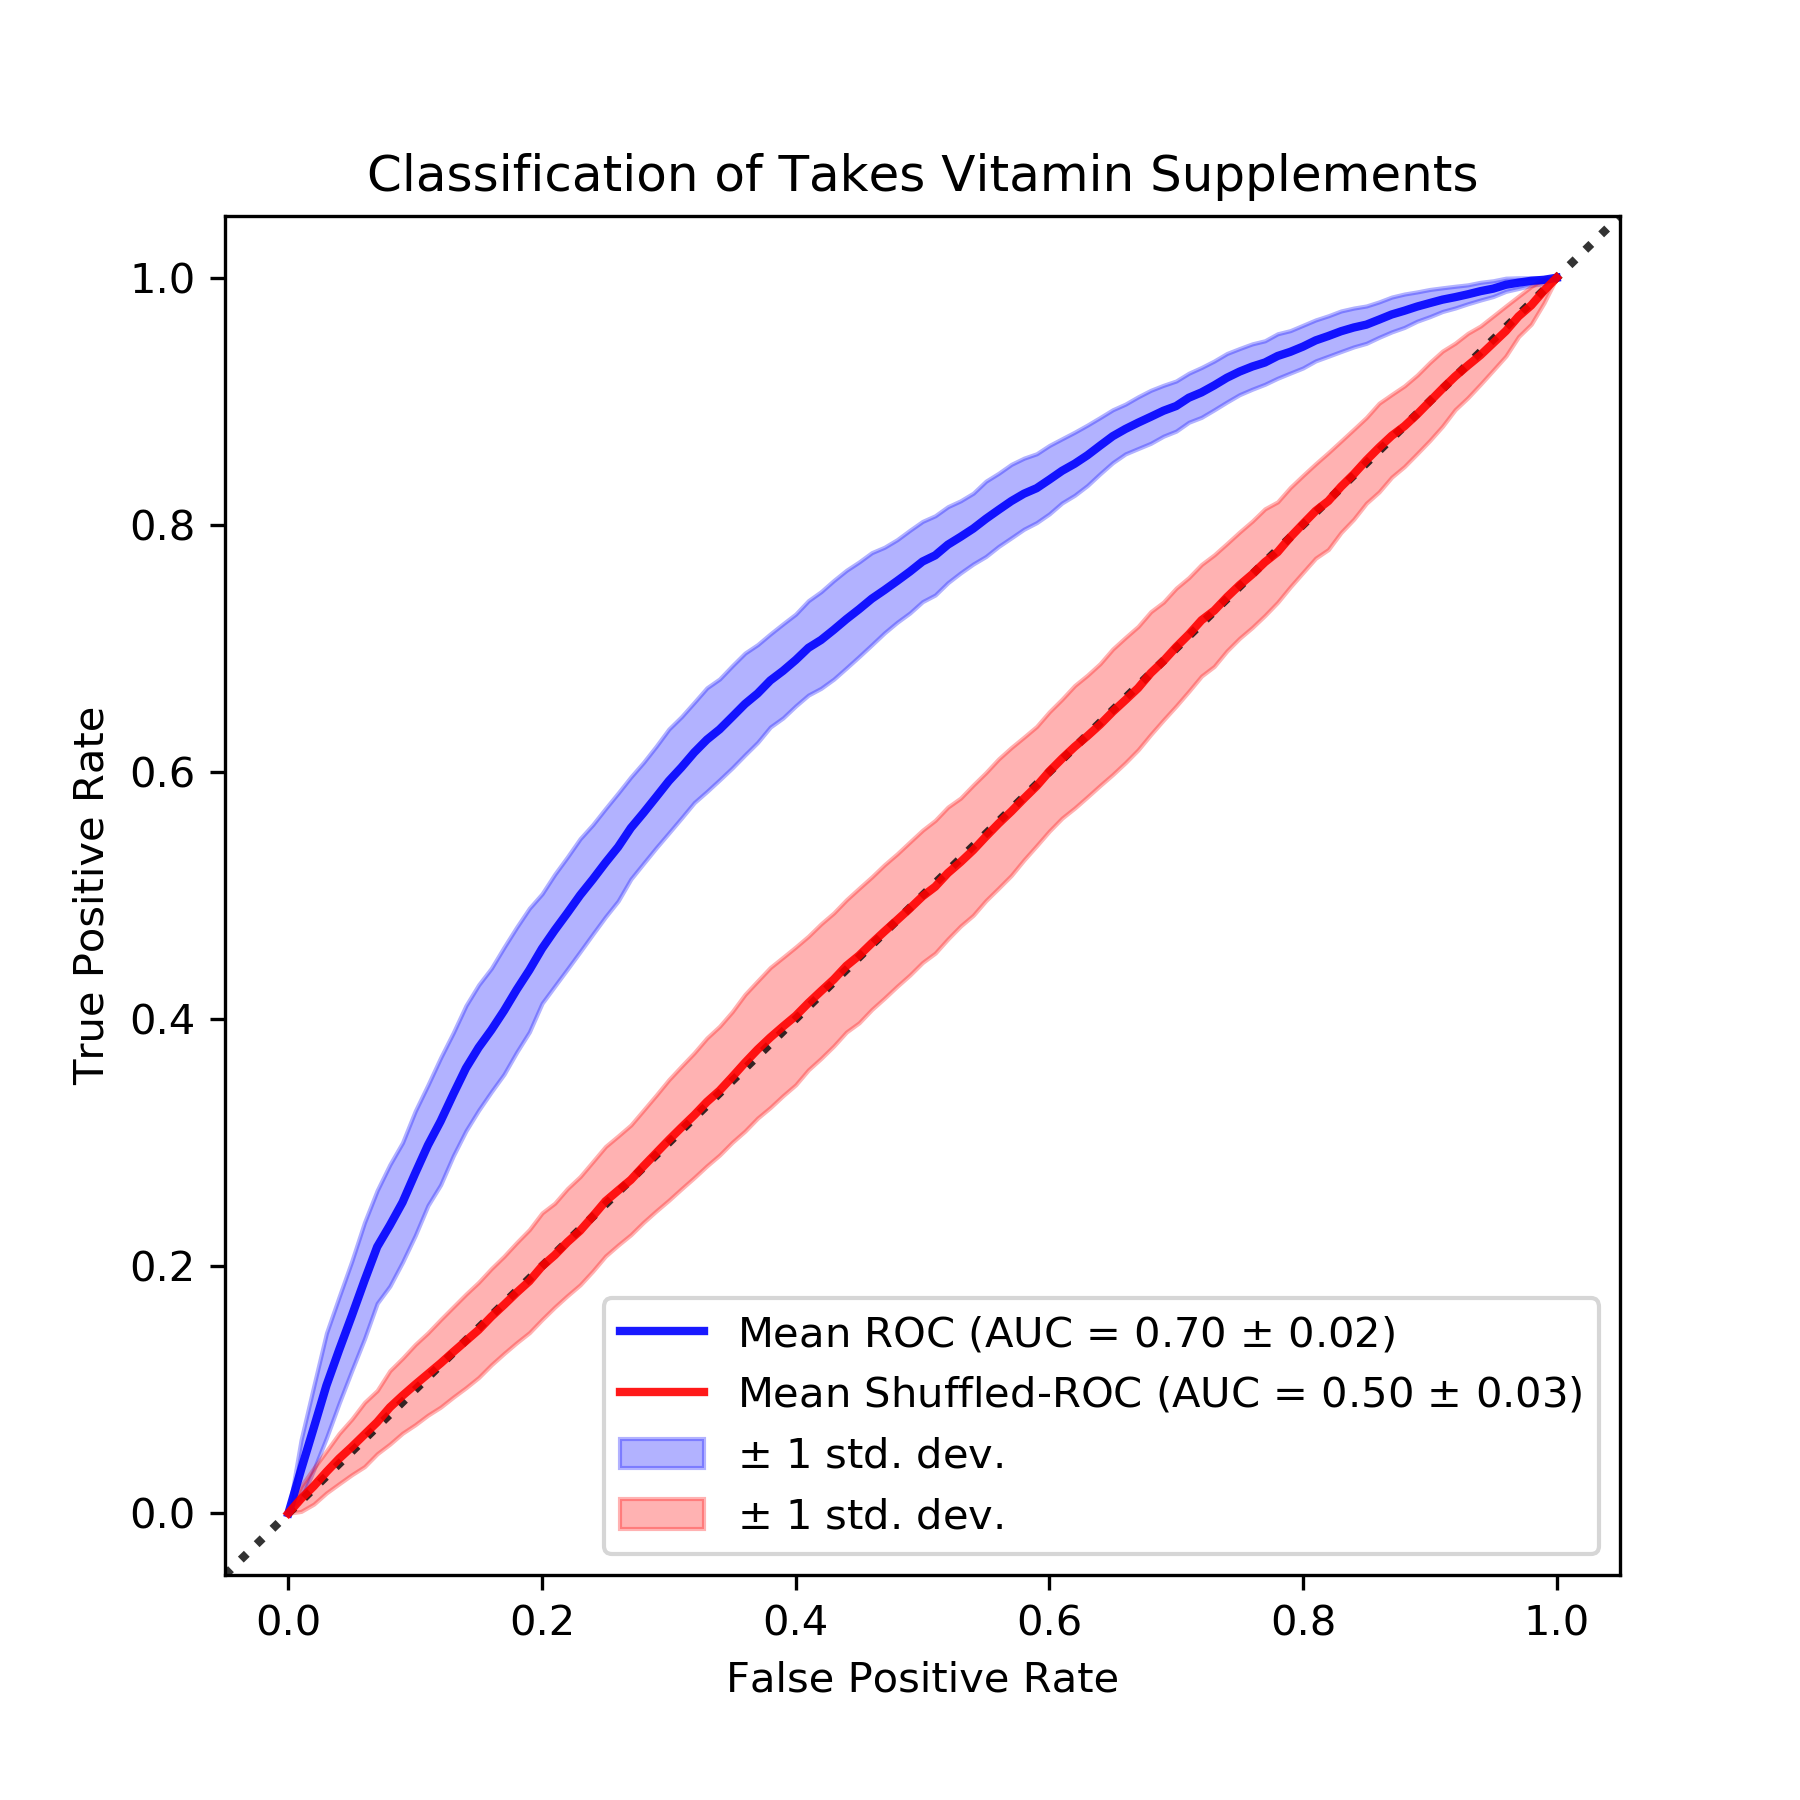 Classification of Takes Vitamin Supplements
1.0
0.8
0.6
0.4
0.2
0.0
True Positive Rate
Mean ROC (AUC = 0.70 ± 0.02)
Mean Shuffled-ROC (AUC = 0.50 ± 0.03)
± 1 std. dev.
± 1 std. dev.
0.0 0.2 0.4 0.6 0.8 1.0
False Positive Rate